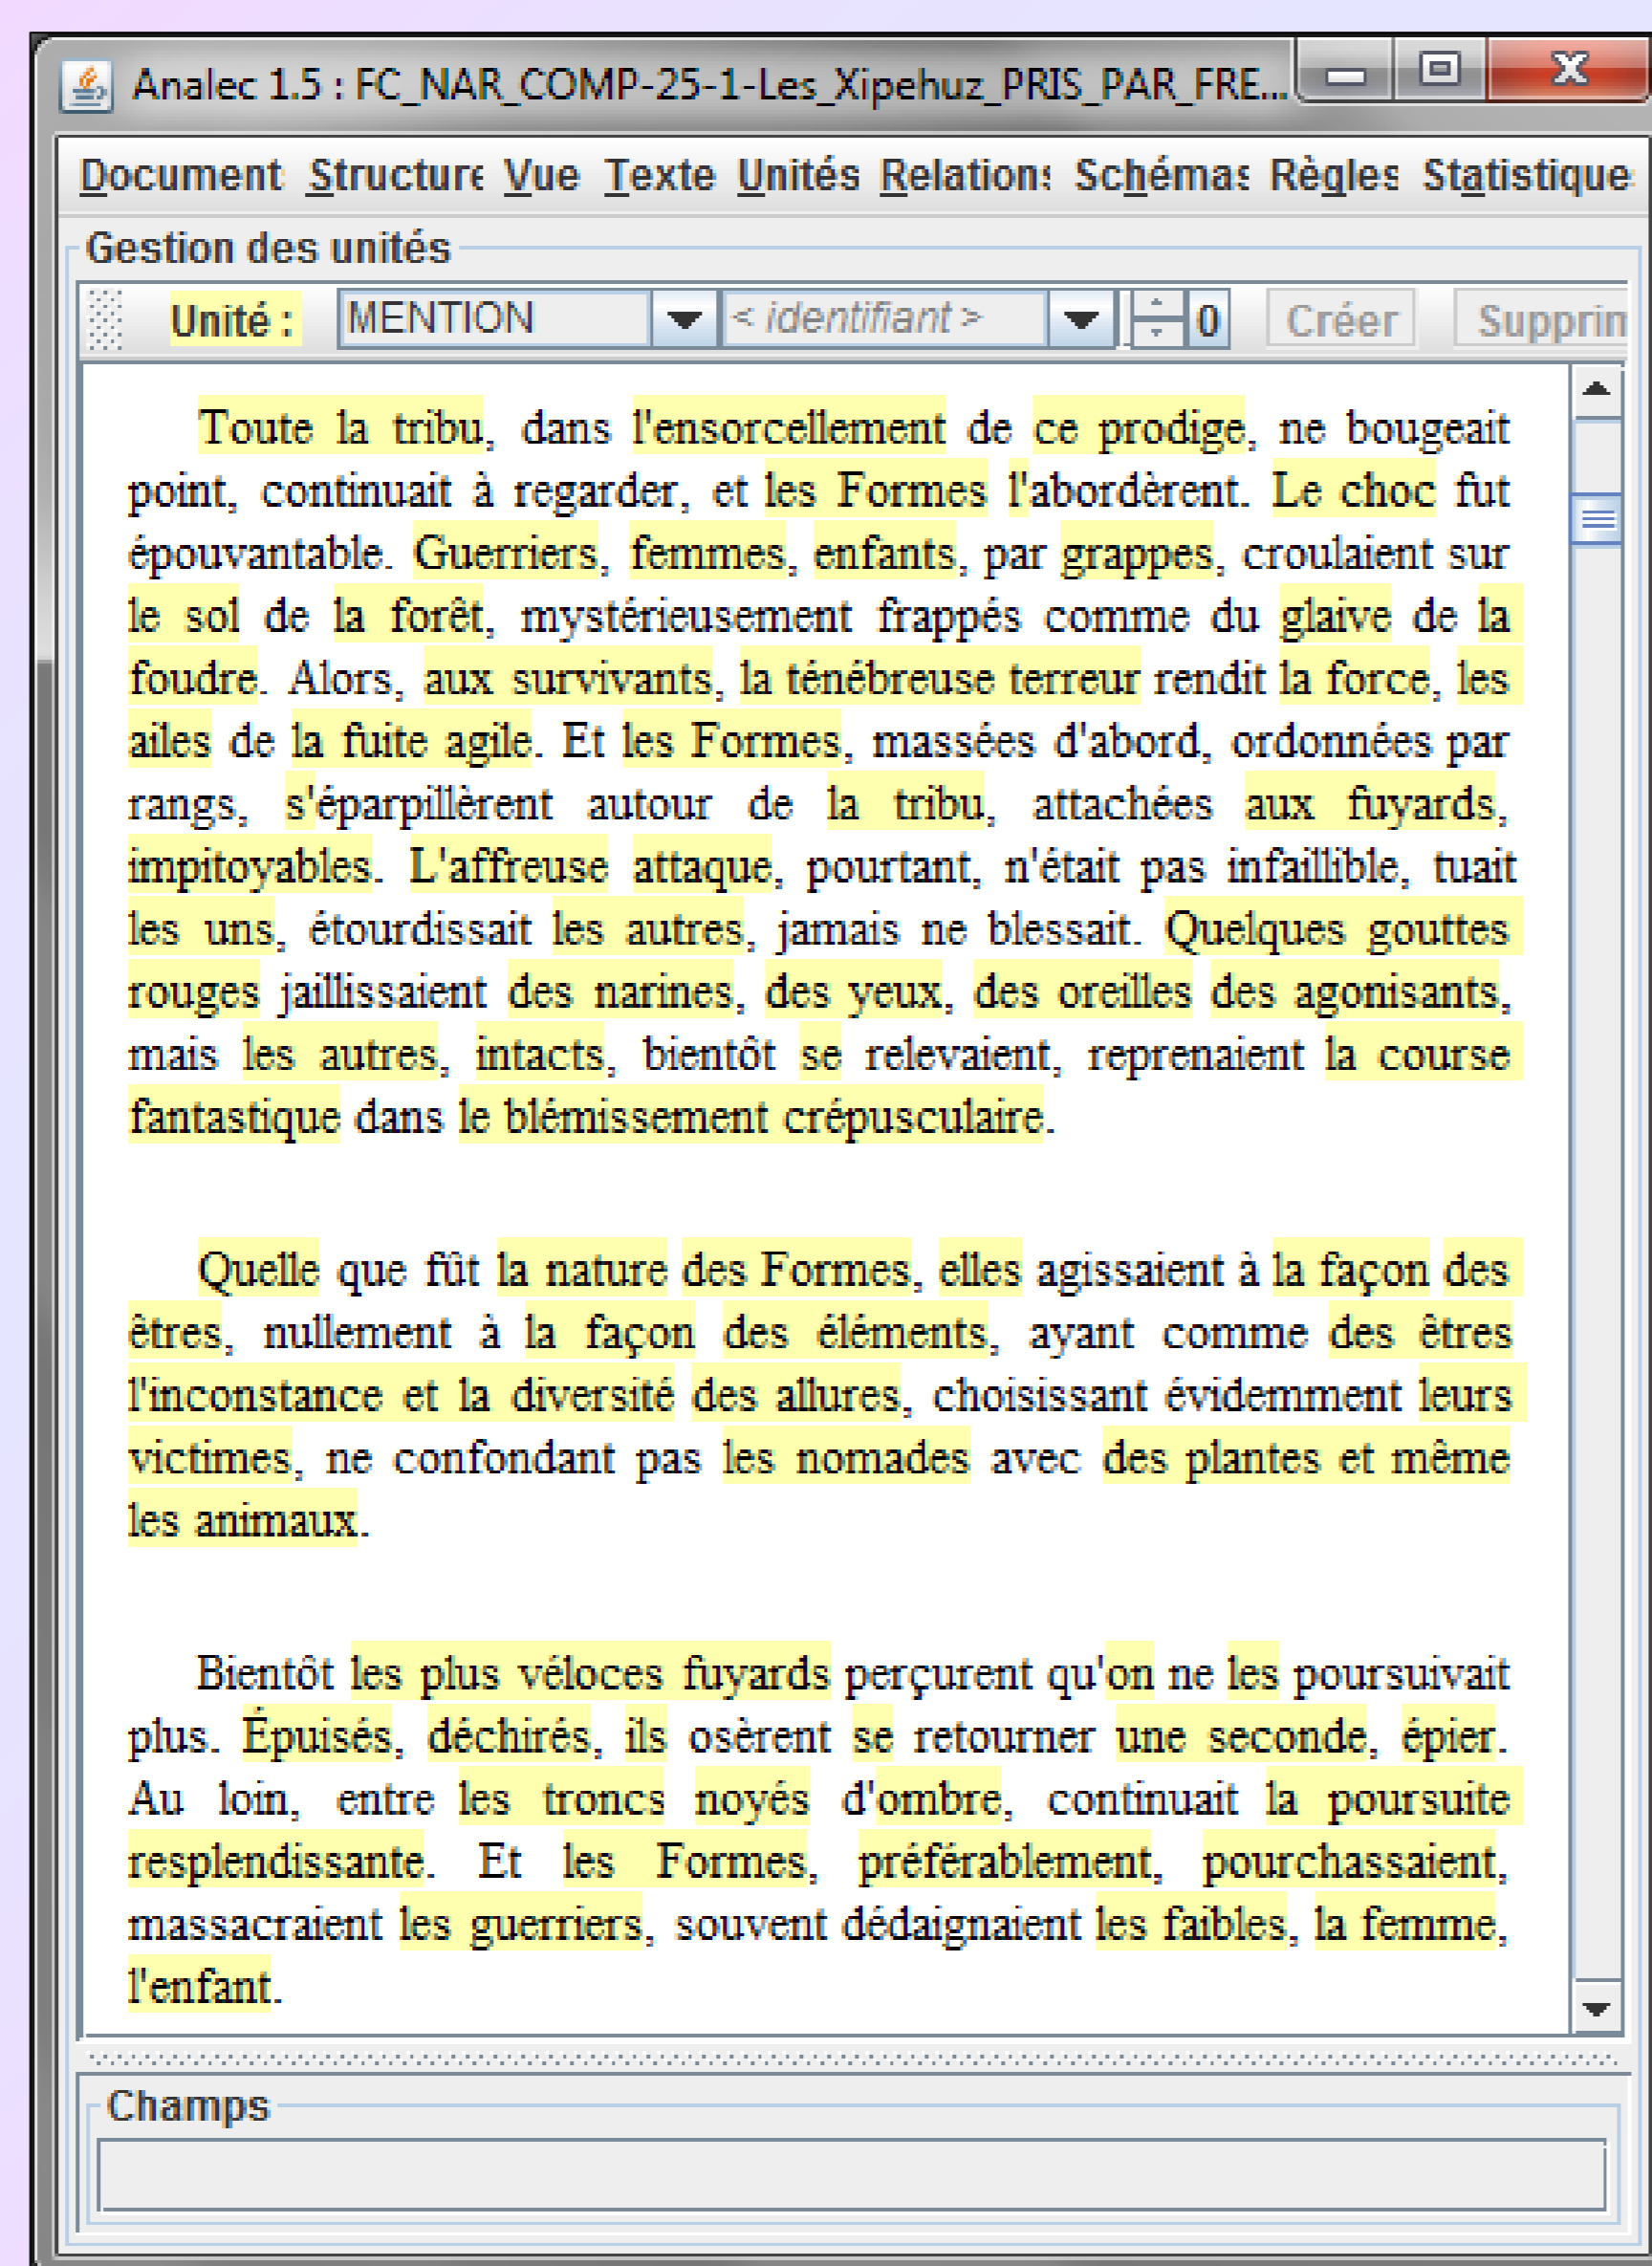 Analec 1.5 : FC_NAR_COMP-25-1-Les_Xipehuz_PRIS_PAR_FRE...
Document Structure Vue Texte Unités Relations Schémas Règles Statistique
Gestion des unités
Unité : MENTION < identifiant > 0 Créer Supprim
Toute la tribu, dans l'ensorcellement de ce prodige, ne bougeait
point, continuait à regarder, et les Formes l'abordèrent. Le choc fut
épouvantable. Guerriers, femmes, enfants, par grappes, croulaient sur
le sol de la forêt, mystérieusement frappés comme du glaive de la
foudre. Alors, aux survivants, la ténébreuse terreur rendit la force, les
ailes de la fuite agile. Et les Formes, massées d'abord, ordonnées par
rangs, s'éparpillèrent autour de la tribu, attachées aux fuyards,
impitoyables. L'affreuse attaque, pourtant, n'était pas infaillible, tuait
les uns, étourdissait les autres, jamais ne blessait. Quelques gouttes
rouges jaillissaient des narines, des yeux, des oreilles des agonisants,
mais les autres, intacts, bientôt se relevaient, reprenaient la course
fantastique dans le blémissement crépusculaire.
Quelle que fût la nature des Formes, elles agissaient à la façon des
êtres, nullement à la façon des éléments, ayant comme des êtres
l'inconstance et la diversité des allures, choisissant évidemment leurs
victimes, ne confondant pas les nomades avec des plantes et même
les animaux.
Bientôt les plus véloces fuyards perçurent qu'on ne les poursuivait
plus. Épuisés, déchirés, ils osèrent se retourner une seconde, épier.
Au loin, entre les troncs noyés d'ombre, continuait la poursuite
resplendissante. Et les Formes, préférablement, pourchassaient,
massacraient les guerriers, souvent dédaignaient les faibles, la femme,
l'enfant.
Champs